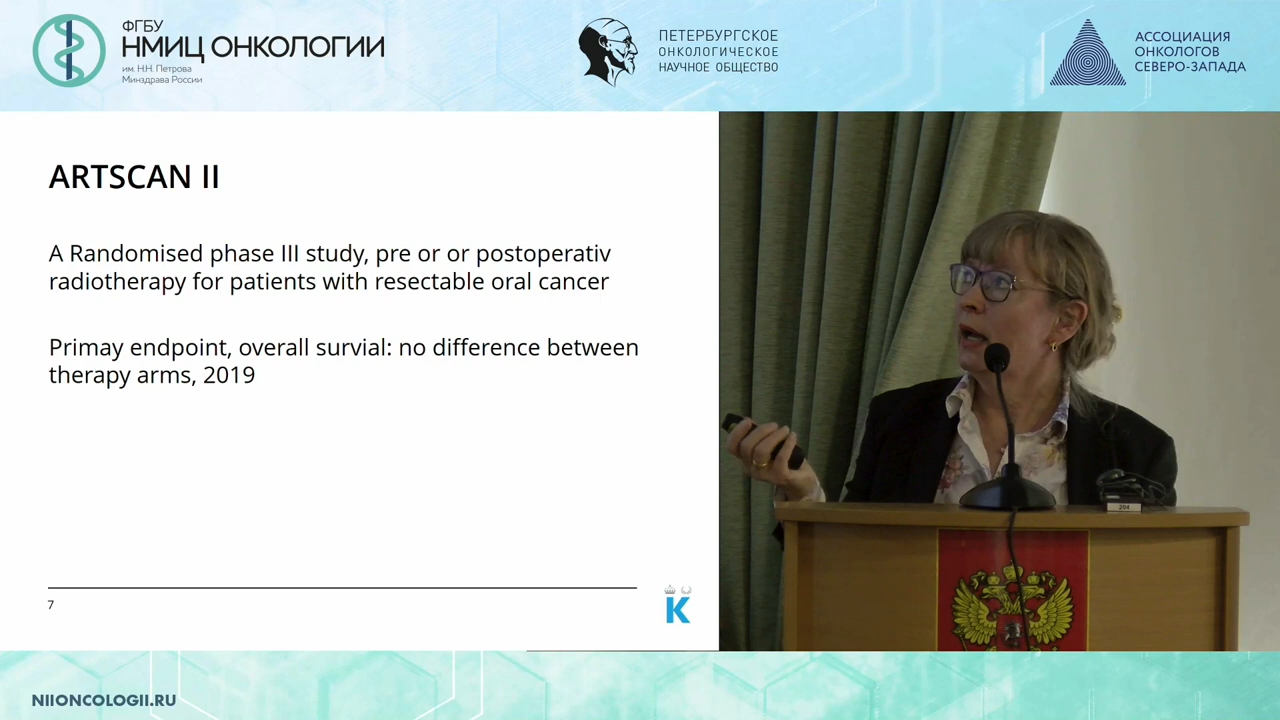 ФГБУ
НМИЦ ОНКОЛОГИИ
им. Н.Н. Петрова
Минздрава России
ПЕТЕРБУРГСКОЕ
ОНКОЛОГИЧЕСКОЕ
НАУЧНОЕ ОБЩЕСТВО
АССОЦИАЦИЯ
ОНКОЛОГОВ
СЕВЕРО-ЗАПАДА
ARTSCAN II
A Randomised phase III study, pre or or postoperativ
radiotherapy for patients with resectable oral cancer
Primay endpoint, overall survial: no difference between
therapy arms, 2019
7
K
204
NIIONCOLOGII.RU